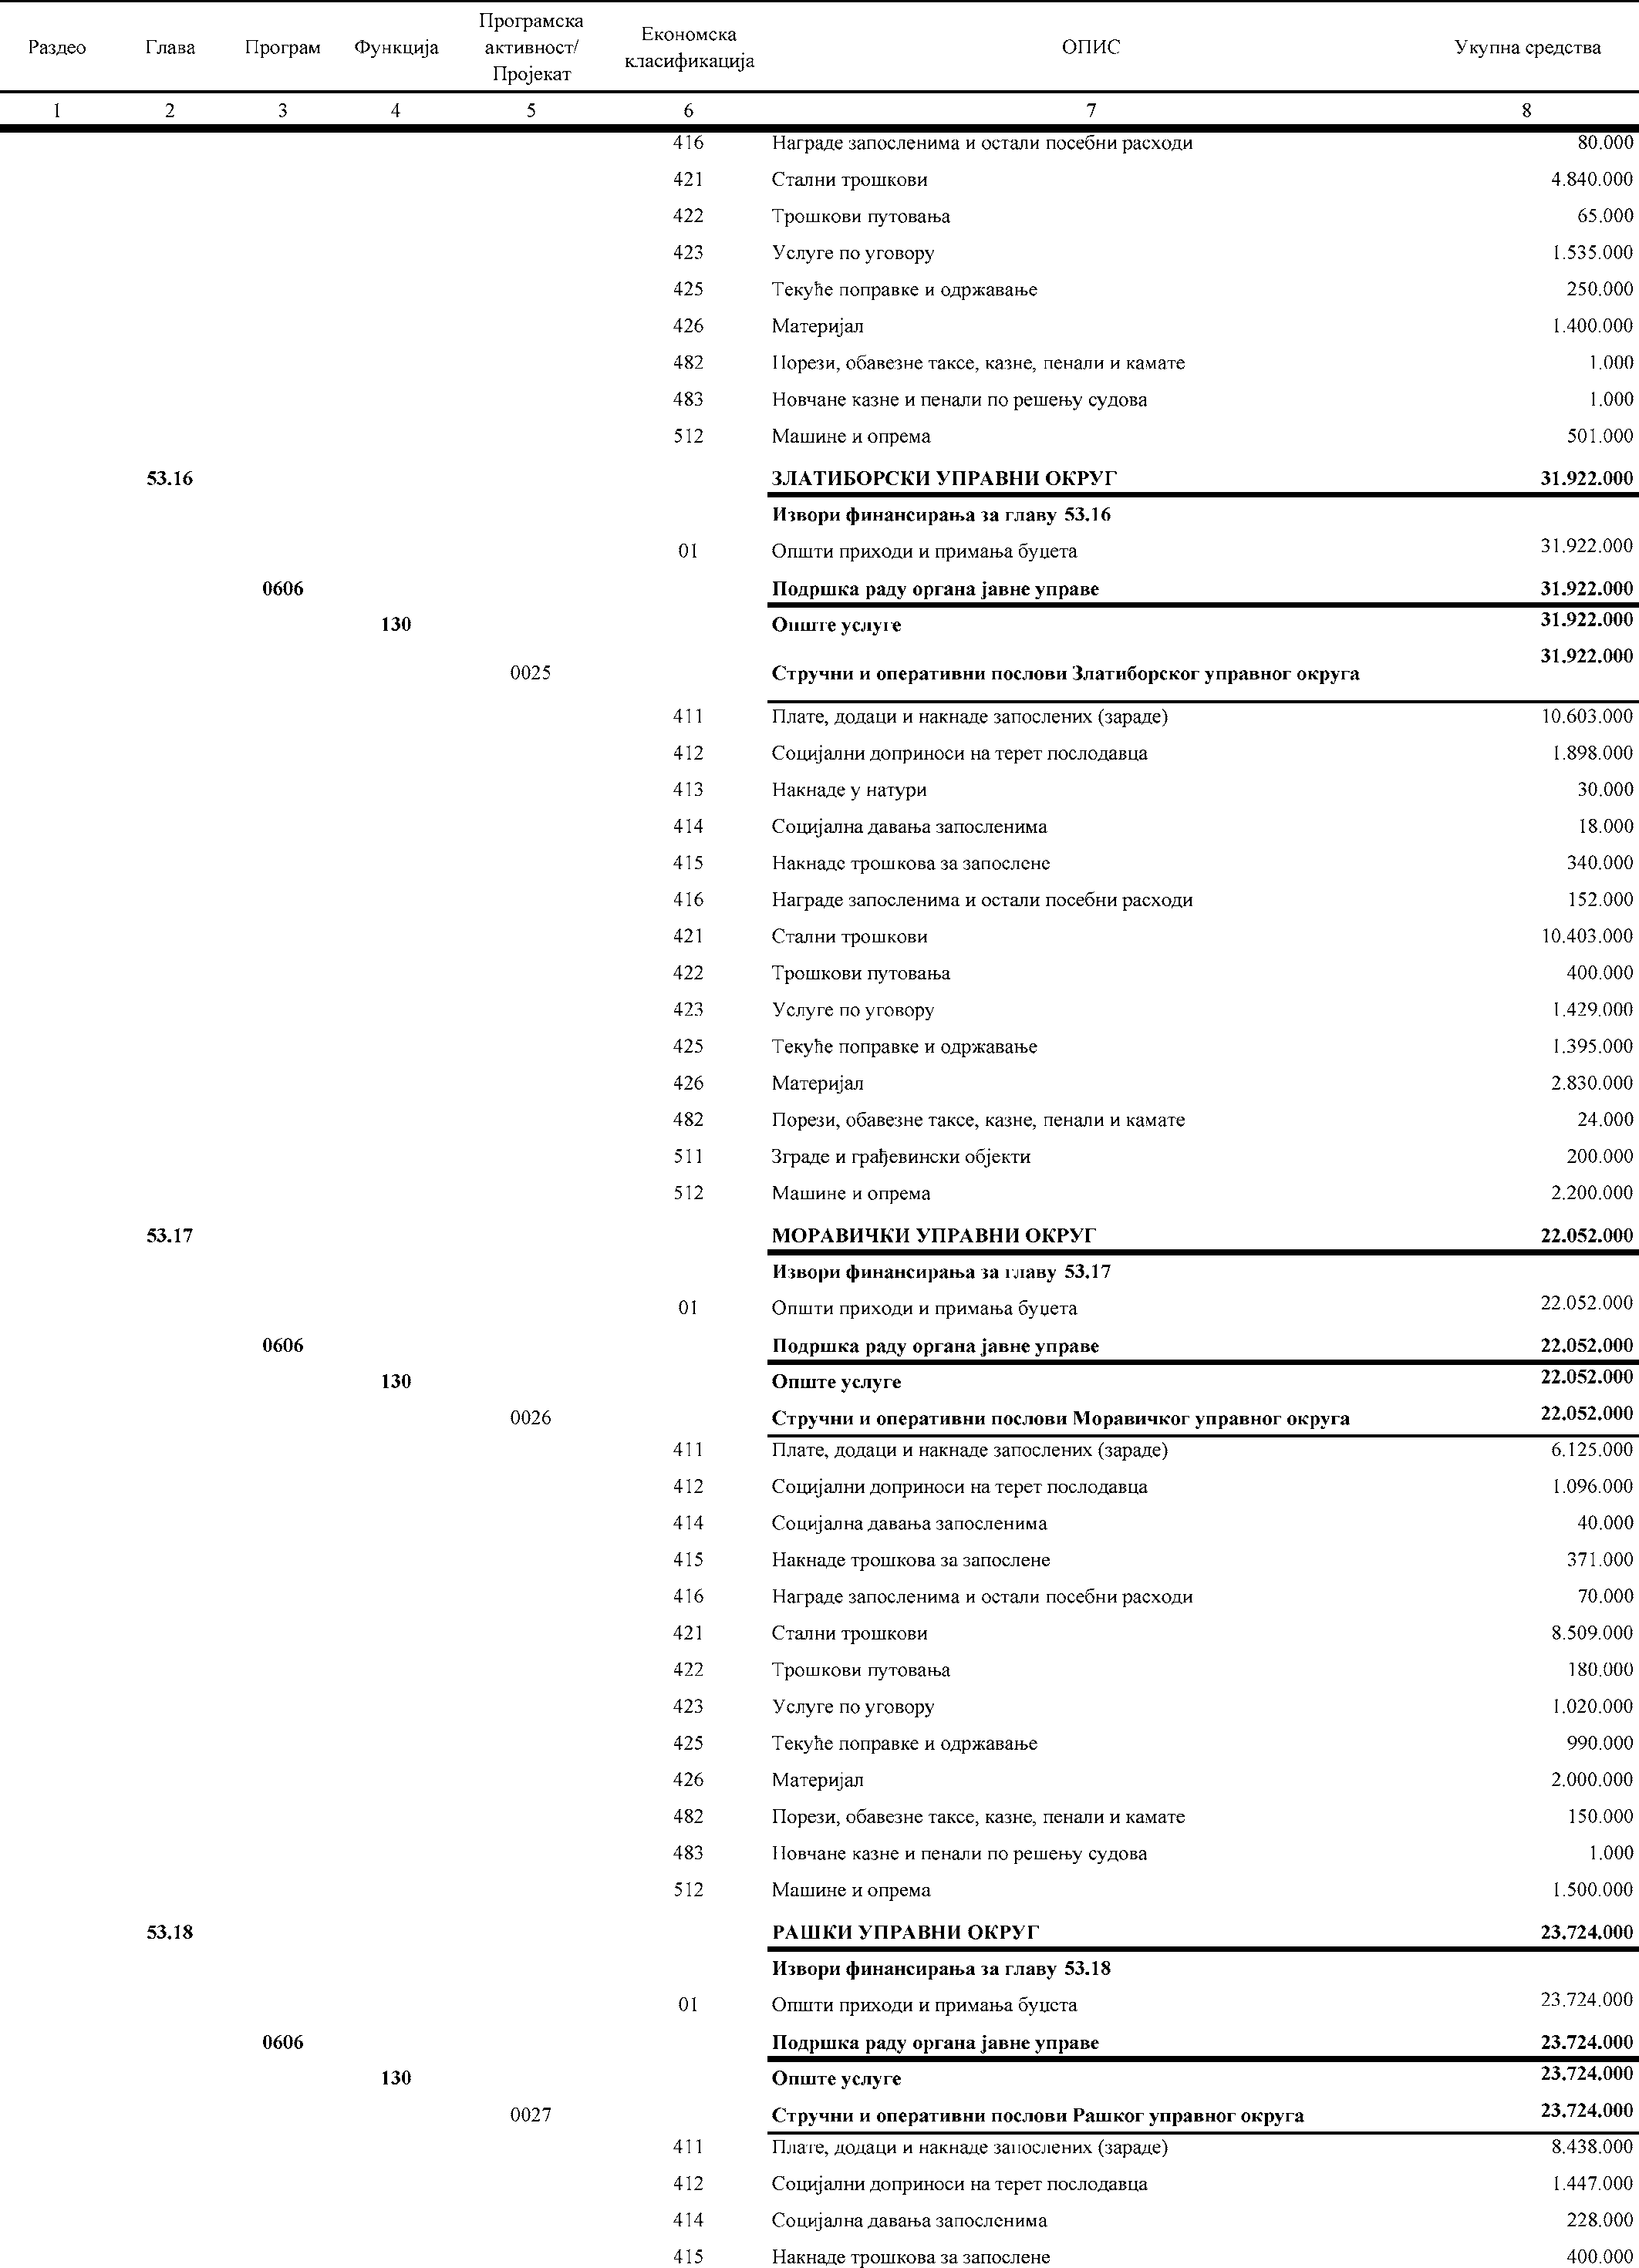 Раздео Глава Програм Функција Програмска активност/ Пројекат Економска класификација ОПИС Укупна средства
1 2 3 4 5 6 7 8
416 Награде запосленима и остали посебни расходи 80.000
421 Стални трошкови 4.840.000
422 Трошкови путовања 65.000
423 Услуге по уговору 1.535.000
425 Текуће поправке и одржавање 250.000
426 Материјал 1.400.000
482 Порези, обавезне таксе, казне, пенали и камате 1.000
483 Новчане казне и пенали по решењу судова 1.000
512 Машине и опрема 501.000
53.16 ЗЛАТИБОРСКИ УПРАВНИ ОКРУГ 31.922.000
Извори финансирања за главу 53.16
01 Општи приходи и примања буџета 31.922.000
0606 Подршка раду органа јавне управе 31.922.000
130 Опште услуге 31.922.000
0025 Стручни и оперативни послови Златиборског управног округа 31.922.000
411 Плате, додаци и накнаде запослених (зараде) 10.603.000
412 Социјални доприноси на терет послодавца 1.898.000
413 Накнаде у натури 30.000
414 Социјална давања запосленима 18.000
415 Накнаде трошкова за запослене 340.000
416 Награде запосленима и остали посебни расходи 152.000
421 Стални трошкови 10.403.000
422 Трошкови путовања 400.000
423 Услуге по уговору 1.429.000
425 Текуће поправке и одржавање 1.395.000
426 Материјал 2.830.000
482 Порези, обавезне таксе, казне, пенали и камате 24.000
511 Зграде и грађевински објекти 200.000
512 Машине и опрема 2.200.000
53.17 МОРАВИЧКИ УПРАВНИ ОКРУГ 22.052.000
Извори финансирања за главу 53.17
01 Општи приходи и примања буџета 22.052.000
0606 Подршка раду органа јавне управе 22.052.000
130 Опште услуге 22.052.000
0026 Стручни и оперативни послови Моравичког управног округа 22.052.000
411 Плате, додаци и накнаде запослених (зараде) 6.125.000
412 Социјални доприноси на терет послодавца 1.096.000
414 Социјална давања запосленима 40.000
415 Накнаде трошкова за запослене 371.000
416 Награде запосленима и остали посебни расходи 70.000
421 Стални трошкови 8.509.000
422 Трошкови путовања 180.000
423 Услуге по уговору 1.020.000
425 Текуће поправке и одржавање 990.000
426 Материјал 2.000.000
482 Порези, обавезне таксе, казне, пенали и камате 150.000
483 Новчане казне и пенали по решењу судова 1.000
512 Машине и опрема 1.500.000
53.18 РАШКИ УПРАВНИ ОКРУГ 23.724.000
Извори финансирања за главу 53.18
01 Општи приходи и примања буџета 23.724.000
0606 Подршка раду органа јавне управе 23.724.000
130 Опште услуге 23.724.000
0027 Стручни и оперативни послови Рашког управног округа 23.724.000
411 Плате, додаци и накнаде запослених (зараде) 8.438.000
412 Социјални доприноси на терет послодавца 1.447.000
414 Социјална давања запосленима 228.000
415 Накнаде трошкова за запослене 400.000